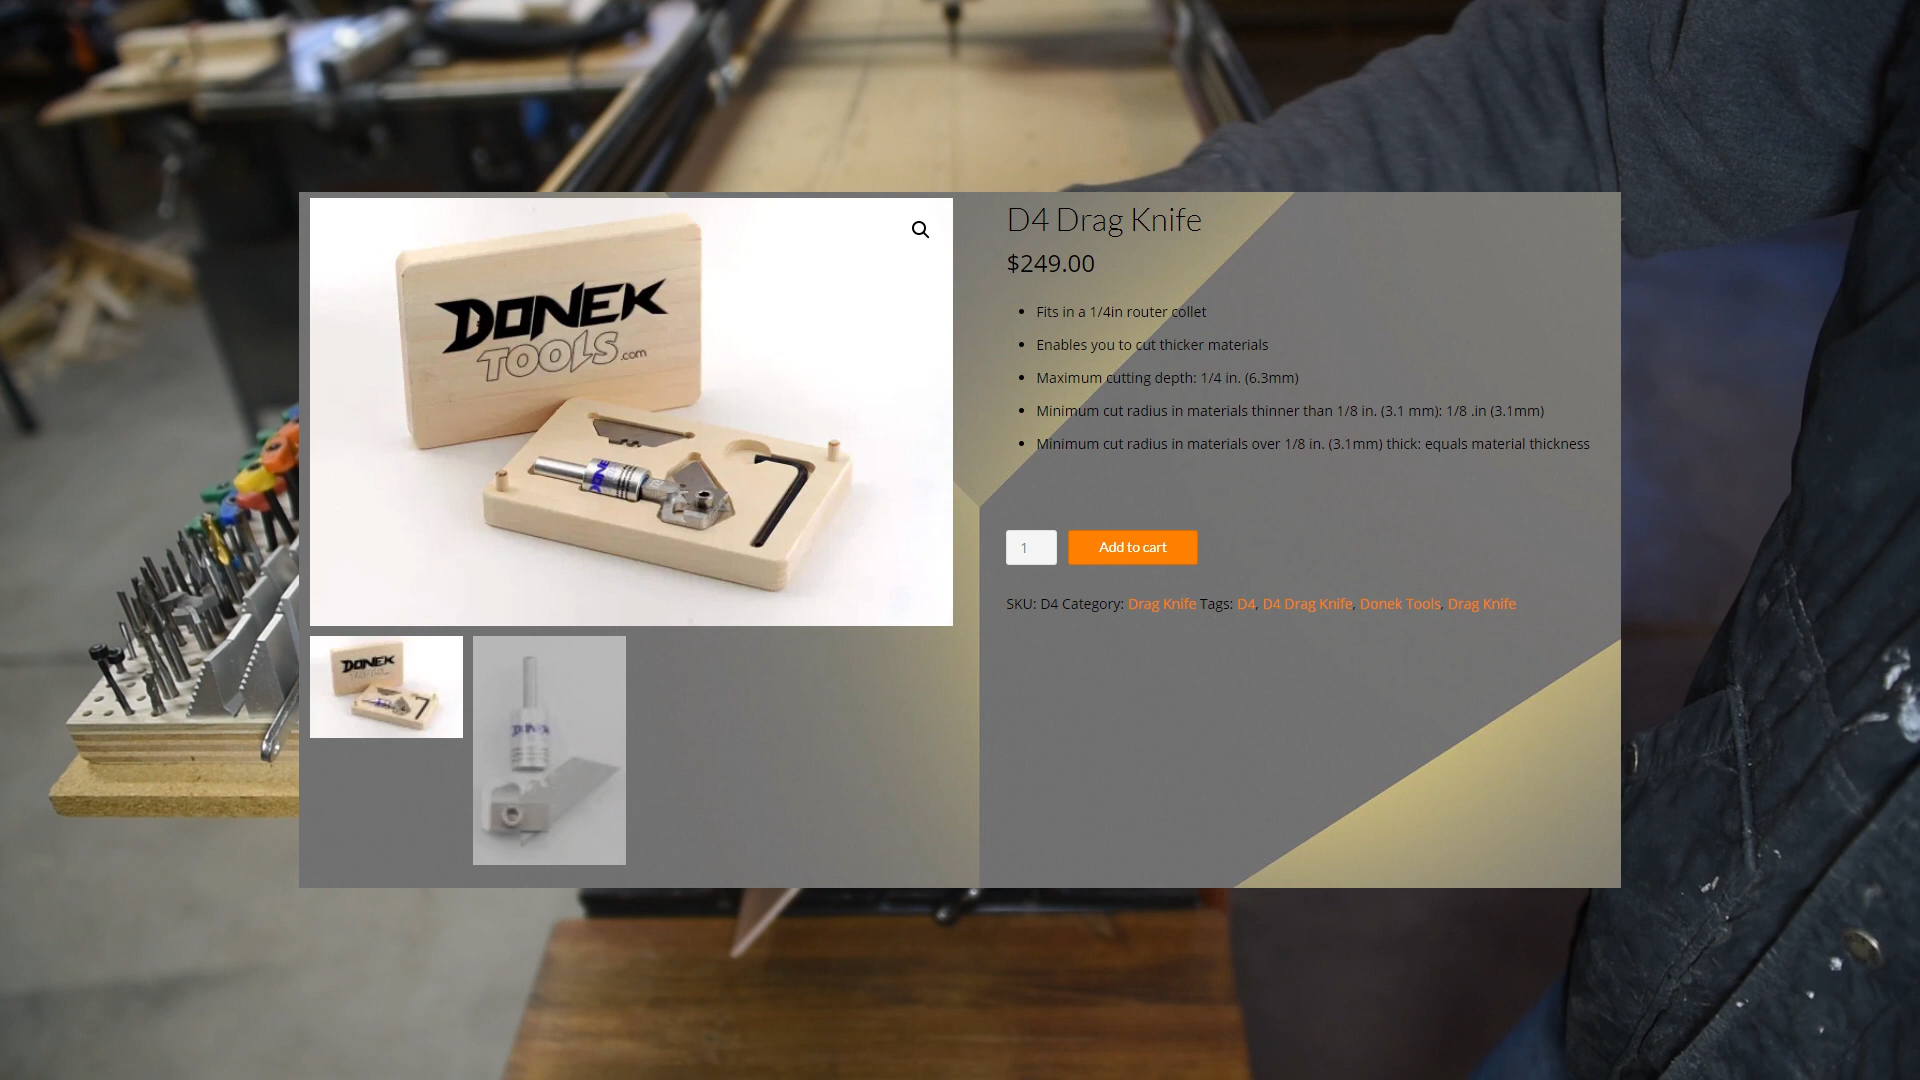 DONEK
TOOLS.com
DONEK
D4 Drag Knife
$249.00
Fits in a 1/4in router collet
Enables you to cut thicker materials
Maximum cutting depth: 1/4 in. (6.3mm)
Minimum cut radius in materials thinner than 1/8 in. (3.1 mm): 1/8 .in (3.1mm)
Minimum cut radius in materials over 1/8 in. (3.1mm) thick: equals material thickness
1
Add to cart
SKU: D4 Category: Drag Knife Tags: D4, D4 Drag Knife, Donek Tools, Drag Knife
DONEK